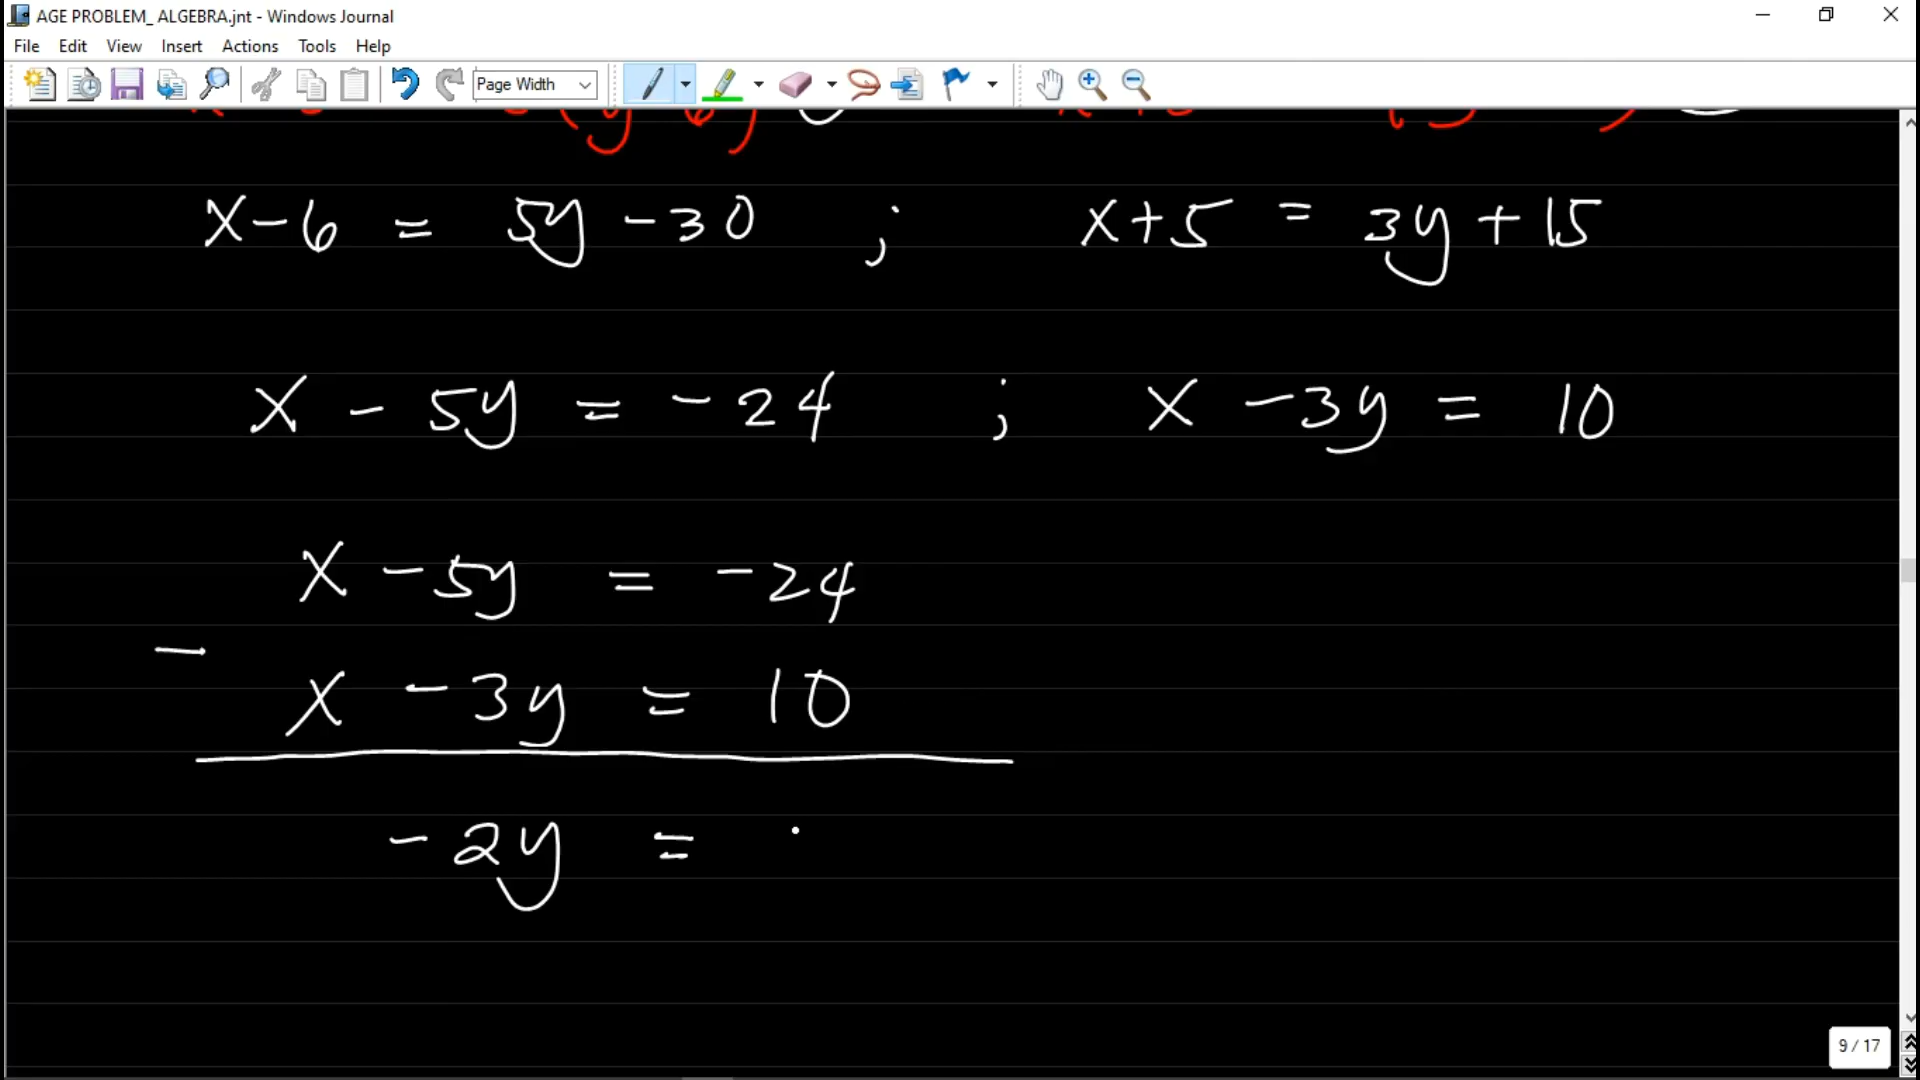 AGE PROBLEM_ ALGEBRA.jnt - Windows Journal
File Edit View Insert Actions Tools Help
Page Width
x - 6 = 5y - 30 ; x + 5 = 3y + 15
x - 5y = - 24 ; x - 3y = 10
x - 5y = - 24
-
x - 3y = 10
- 2y =
9 / 17